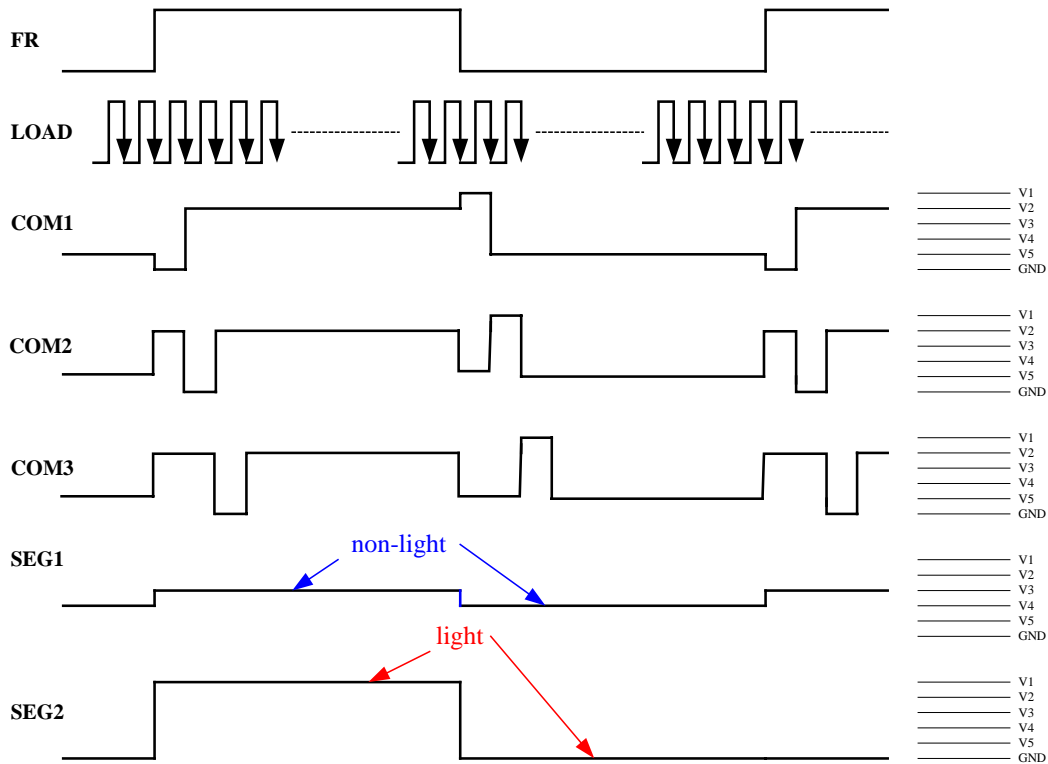 FR
LOAD
COM1
V1
V2
V3
V4
V5
GND
COM2
V1
V2
V3
V4
V5
GND
COM3
V1
V2
V3
V4
V5
GND
SEG1
non-light
V1
V2
V3
V4
V5
GND
light
SEG2
V1
V2
V3
V4
V5
GND